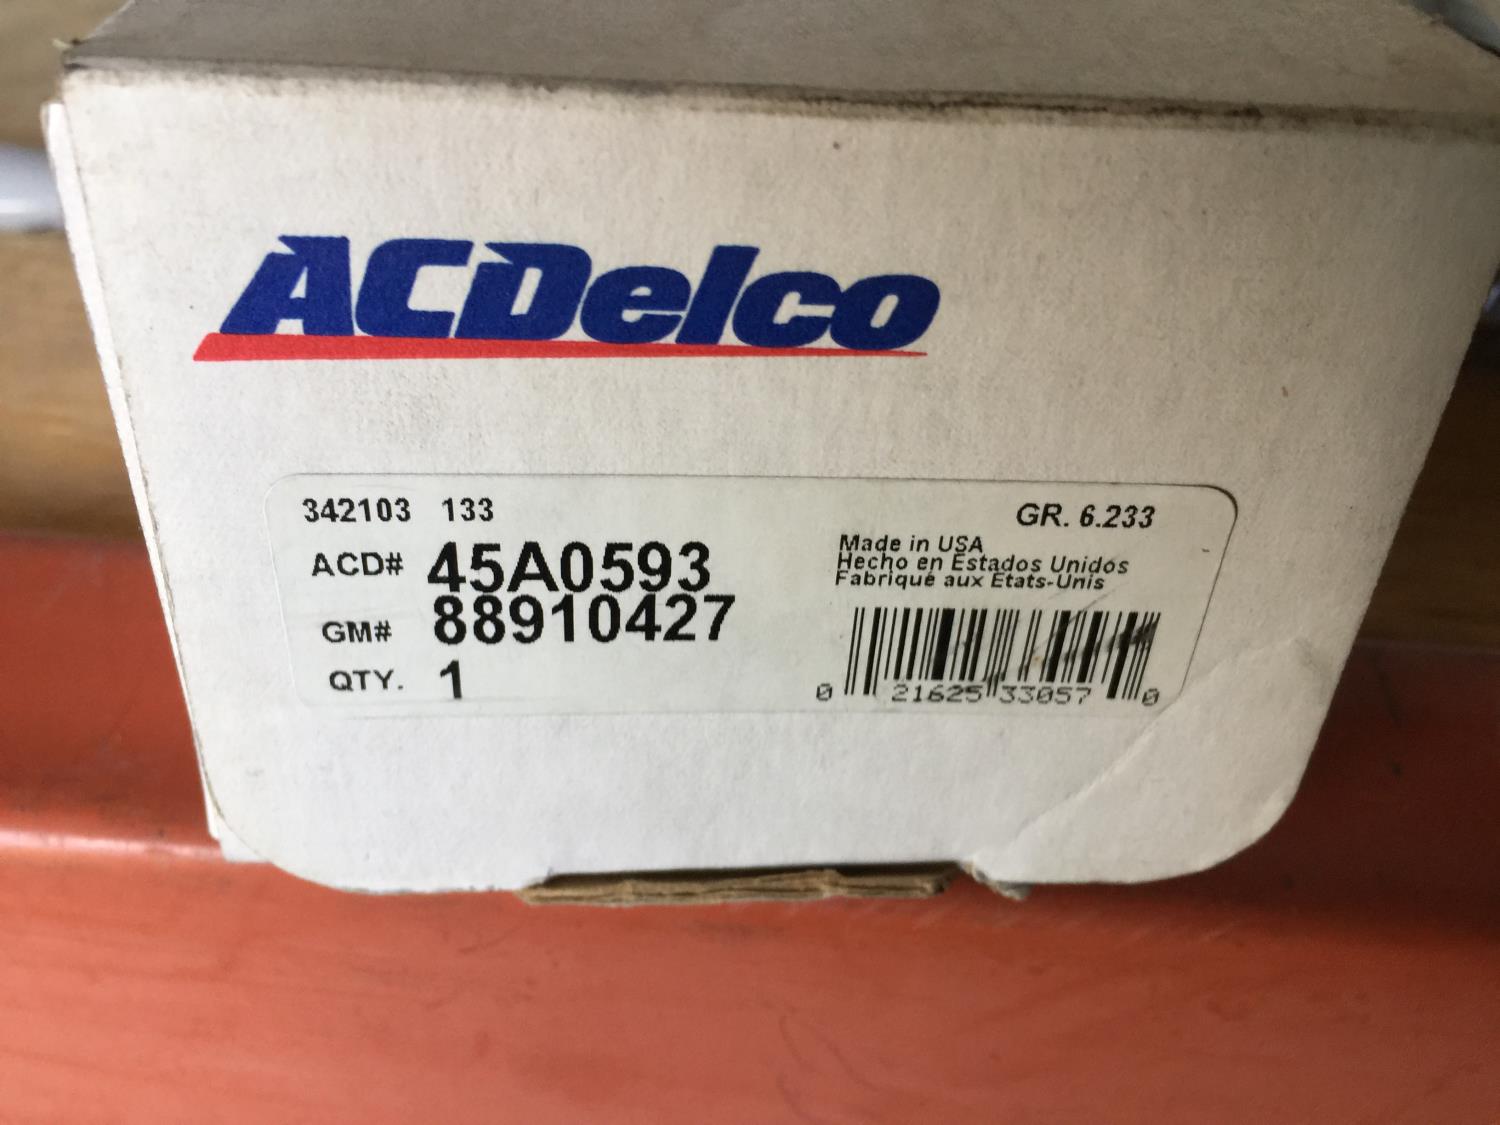 ACDelco
342103 133
GR. 6.233
ACD# 45A0593
GM# 88910427
QTY. 1
Made in USA
Hecho en Estados Unidos
Fabriqué aux États-Unis
0 21625 33057 0